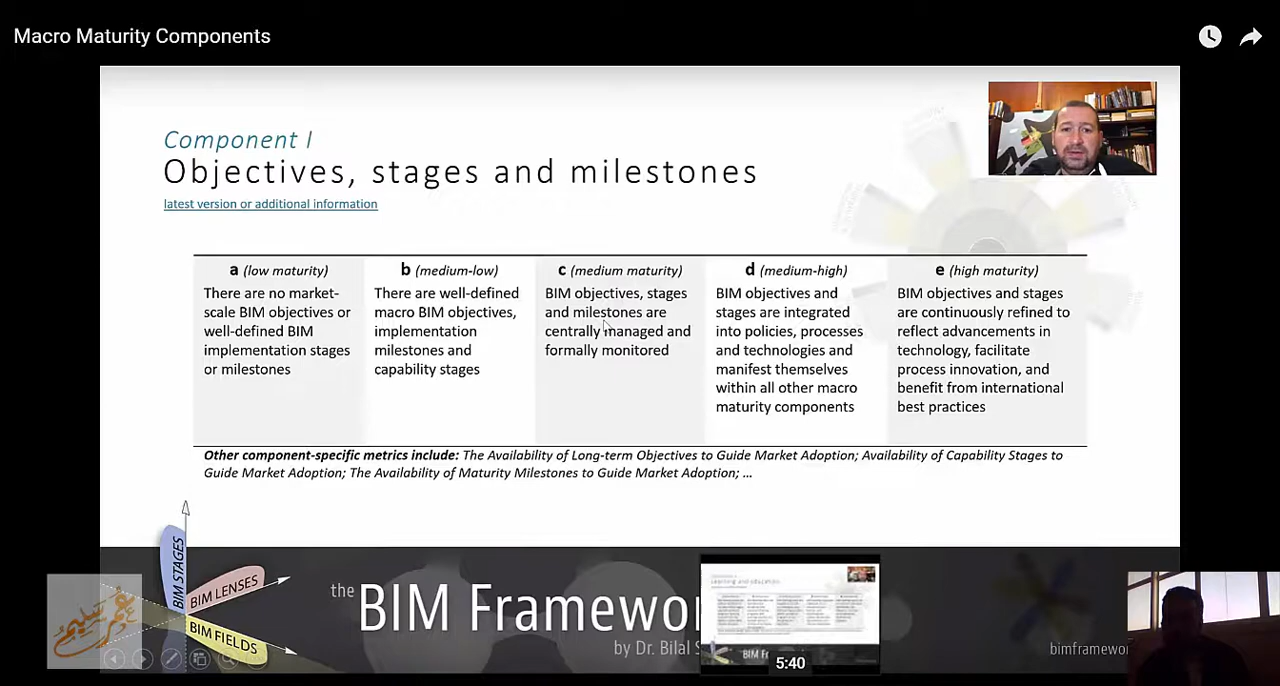 Macro Maturity Components
Component I
Objectives, stages and milestones
latest version or additional information
a (low maturity)
There are no market-
scale BIM objectives or
well-defined BIM
implementation stages
or milestones
b (medium-low)
There are well-defined
macro BIM objectives,
implementation
milestones and
capability stages
c (medium maturity)
BIM objectives, stages
and milestones are
centrally managed and
formally monitored
d (medium-high)
BIM objectives and
stages are integrated
into policies, processes
and technologies and
manifest themselves
within all other macro
maturity components
e (high maturity)
BIM objectives and stages
are continuously refined to
reflect advancements in
technology, facilitate
process innovation, and
benefit from international
best practices
Other component-specific metrics include: The Availability of Long-term Objectives to Guide Market Adoption; Availability of Capability Stages to
Guide Market Adoption; The Availability of Maturity Milestones to Guide Market Adoption; ...
BIM STAGES
BIM LENSES
BIM FIELDS
the BIM Framewor
by Dr. Bilal S
bimframewor
Learning and education
5:40